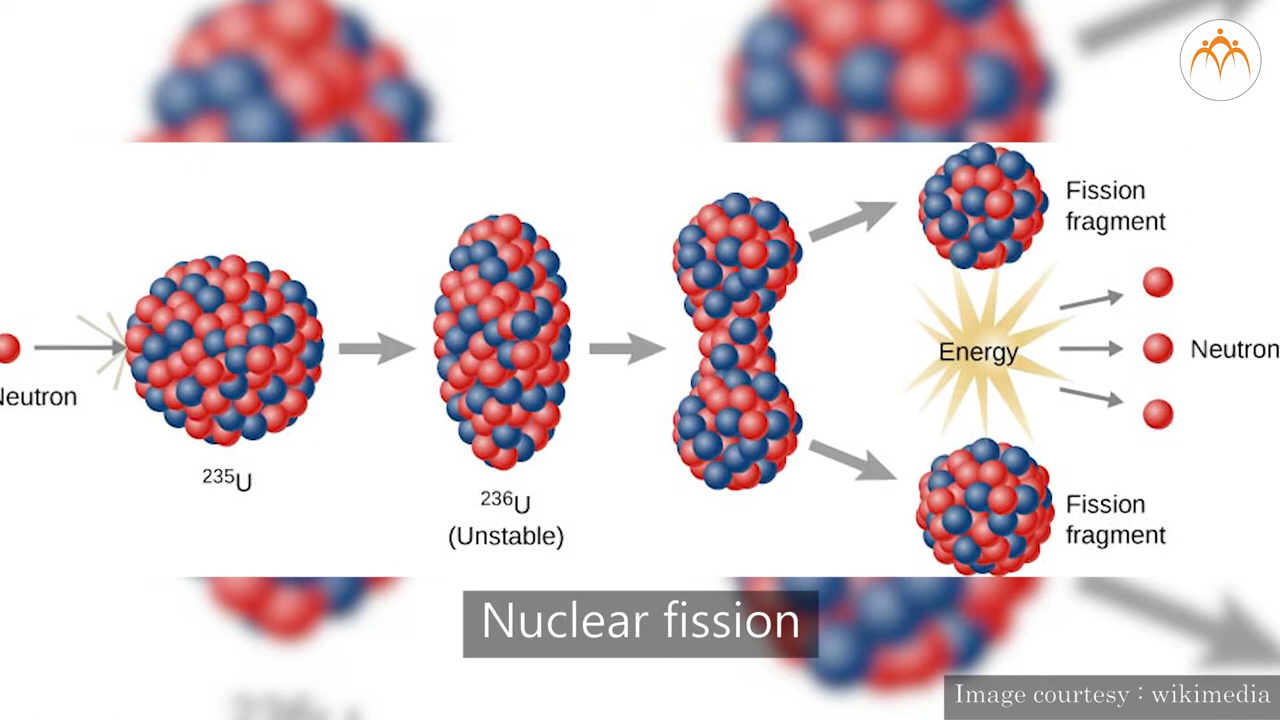 Fission
fragment
Energy
Neutron
Neutron
²³⁵U
²³⁶U
(Unstable)
Fission
fragment
Nuclear fission
Image courtesy : wikimedia